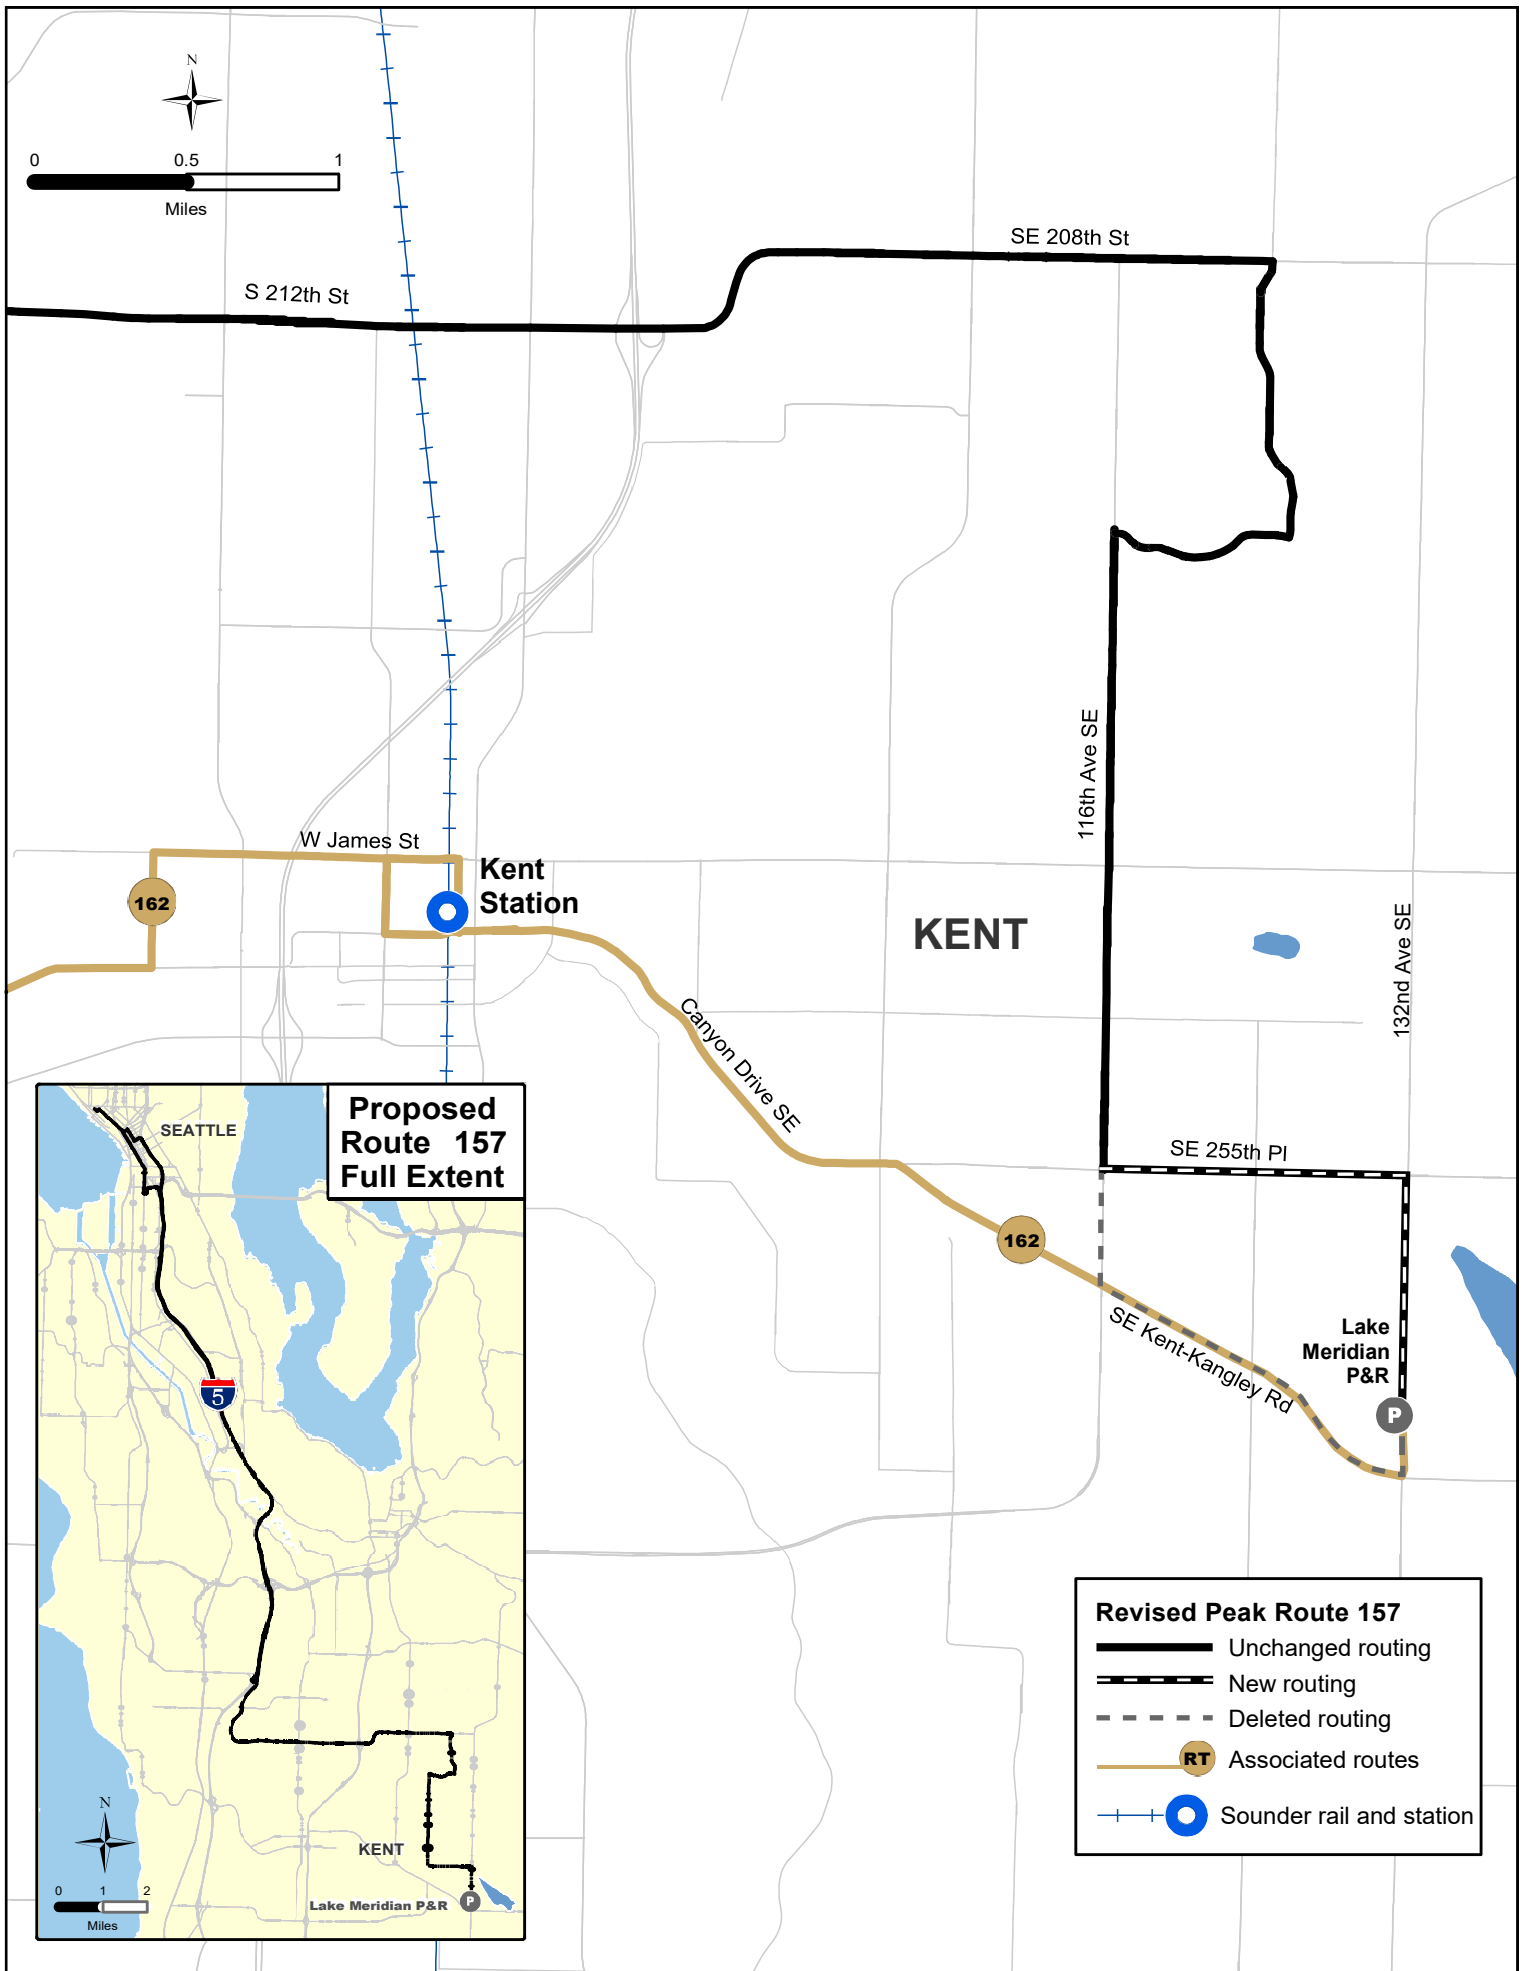 N
0 0.5 1
Miles
SE 208th St
S 212th St
116th Ave SE
W James St
Kent
Station
162
KENT
132nd Ave SE
Canyon Drive SE
SE 255th Pl
162
SE Kent-Kangley Rd
Lake
Meridian
P&R
P
Proposed
Route 157
Full Extent
SEATTLE
5
N
KENT
0 1 2
Miles
Lake Meridian P&R
P
Revised Peak Route 157
Unchanged routing
New routing
Deleted routing
RT Associated routes
Sounder rail and station